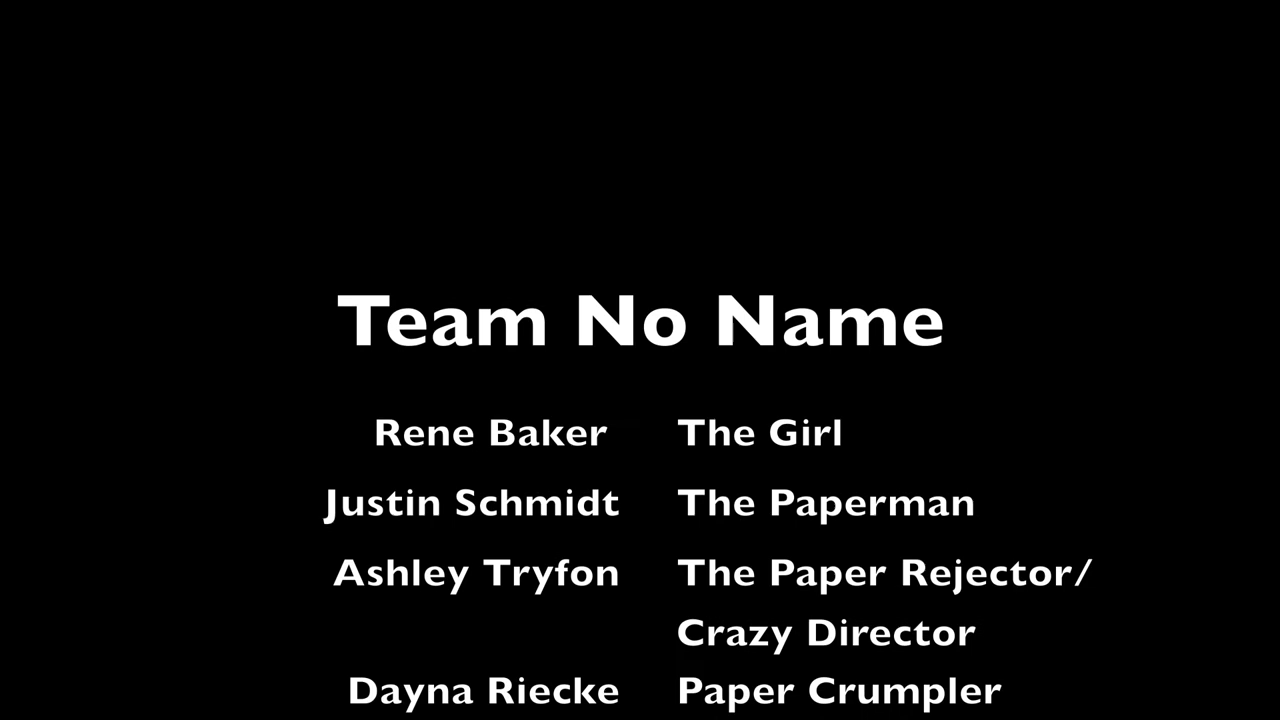 Team No Name
Rene Baker The Girl
Justin Schmidt The Paperman
Ashley Tryfon The Paper Rejector/
Crazy Director
Dayna Riecke Paper Crumpler